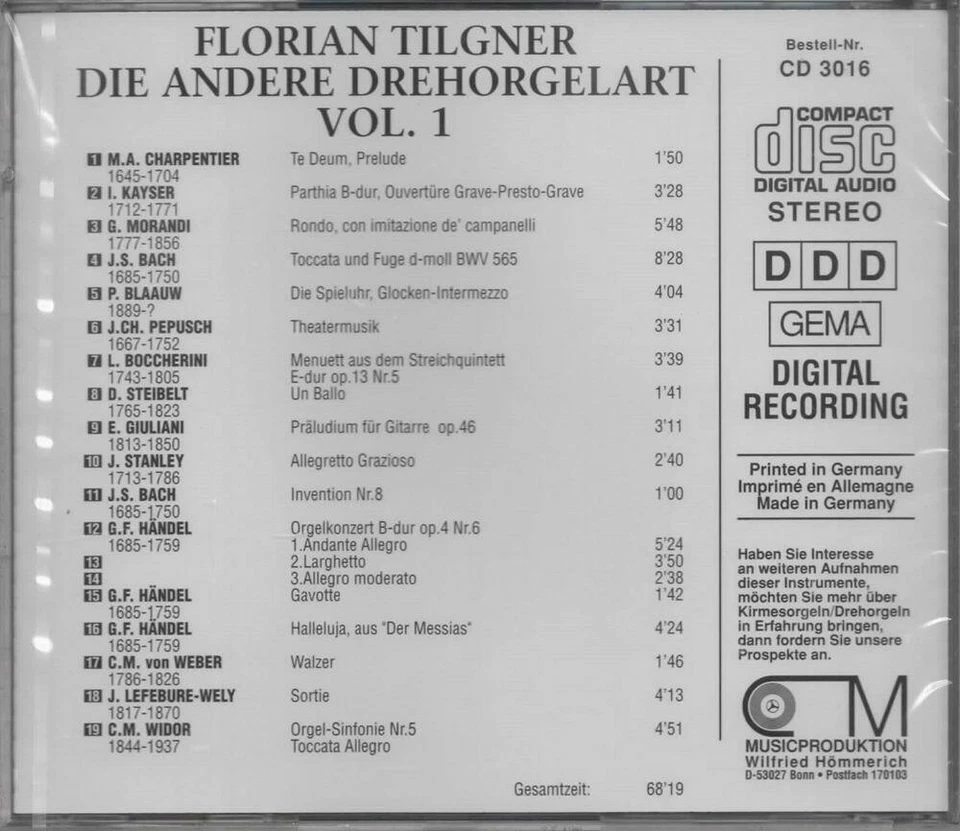 FLORIAN TILGNER
DIE ANDERE DREHORGELART
VOL. 1
1 M.A. CHARPENTIER Te Deum, Prelude 1'50
1645-1704
2 I. KAYSER Parthia B-dur, Ouvertüre Grave-Presto-Grave 3'28
1712-1771
3 G. MORANDI Rondo, con imitazione de' campanelli 5'48
1777-1856
4 J.S. BACH Toccata und Fuge d-moll BWV 565 8'28
1685-1750
5 P. BLAAUW Die Spieluhr, Glocken-Intermezzo 4'04
1889-?
6 J.CH. PEPUSCH Theatermusik 3'31
1667-1752
7 L. BOCCHERINI Menuett aus dem Streichquintett 3'39
1743-1805 E-dur op.13 Nr.5
8 D. STEIBELT Un Ballo 1'41
1765-1823
9 E. GIULIANI Präludium für Gitarre op.46 3'11
1813-1850
10 J. STANLEY Allegretto Grazioso 2'40
1713-1786
11 J.S. BACH Invention Nr.8 1'00
1685-1750
12 G.F. HÄNDEL Orgelkonzert B-dur op.4 Nr.6
1685-1759 1.Andante Allegro 5'24
13 2.Larghetto 3'50
14 3.Allegro moderato 2'38
15 G.F. HÄNDEL Gavotte 1'42
1685-1759
16 G.F. HÄNDEL Halleluja, aus "Der Messias" 4'24
1685-1759
17 C.M. von WEBER Walzer 1'46
1786-1826
18 J. LEFEBURE-WELY Sortie 4'13
1817-1870
19 C.M. WIDOR Orgel-Sinfonie Nr.5 4'51
1844-1937 Toccata Allegro
Gesamtzeit: 68'19
Bestell-Nr.
CD 3016
COMPACT
disc
DIGITAL AUDIO
STEREO
D D D
GEMA
DIGITAL
RECORDING
Printed in Germany
Imprimé en Allemagne
Made in Germany
Haben Sie Interesse
an weiteren Aufnahmen
dieser Instrumente,
möchten Sie mehr über
Kirmesorgeln/Drehorgeln
in Erfahrung bringen,
dann fordern Sie unsere
Prospekte an.
CM
MUSICPRODUKTION
Wilfried Hömmerich
D-53027 Bonn • Postfach 170103